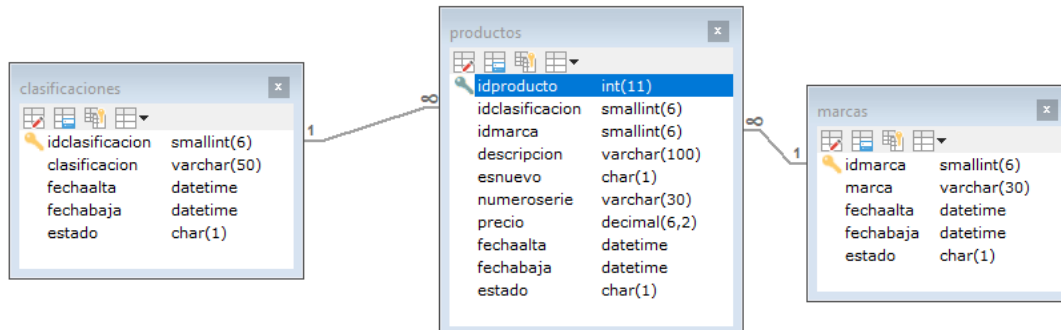 clasificaciones
idclasificacion smallint(6)
clasificacion varchar(50)
fechaalta datetime
fechabaja datetime
estado char(1)
1
∞
productos
idproducto int(11)
idclasificacion smallint(6)
idmarca smallint(6)
descripcion varchar(100)
esnuevo char(1)
numeroserie varchar(30)
precio decimal(6,2)
fechaalta datetime
fechabaja datetime
estado char(1)
∞
1
marcas
idmarca smallint(6)
marca varchar(30)
fechaalta datetime
fechabaja datetime
estado char(1)